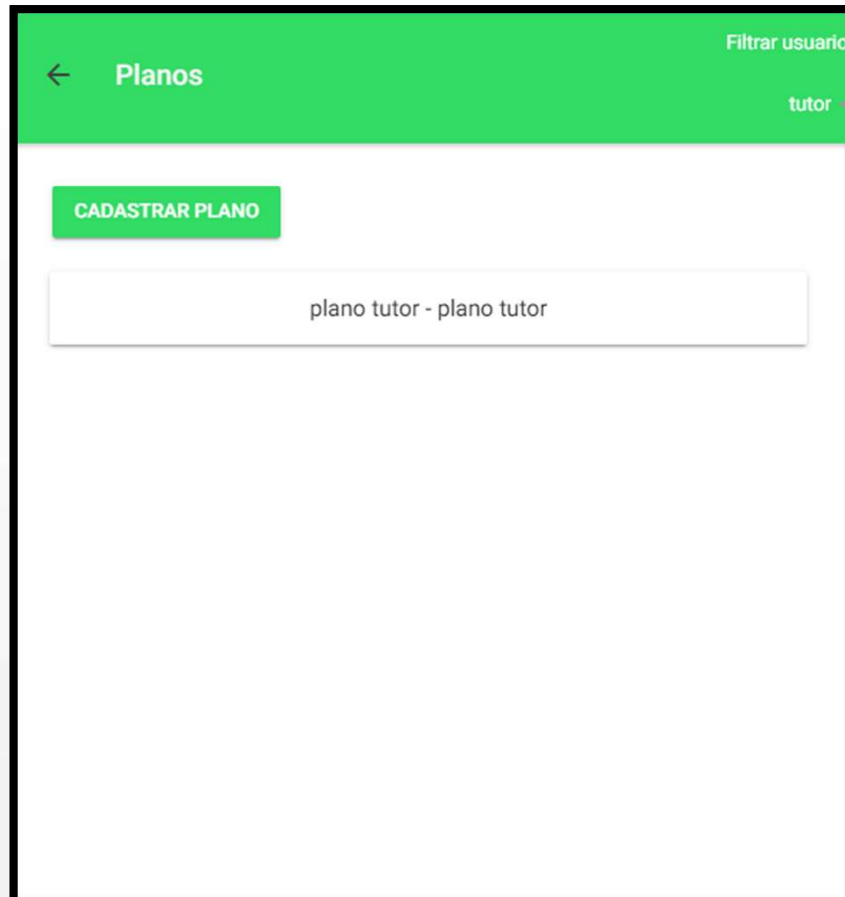 Filtrar usuario
Planos
tutor
CADASTRAR PLANO
plano tutor - plano tutor